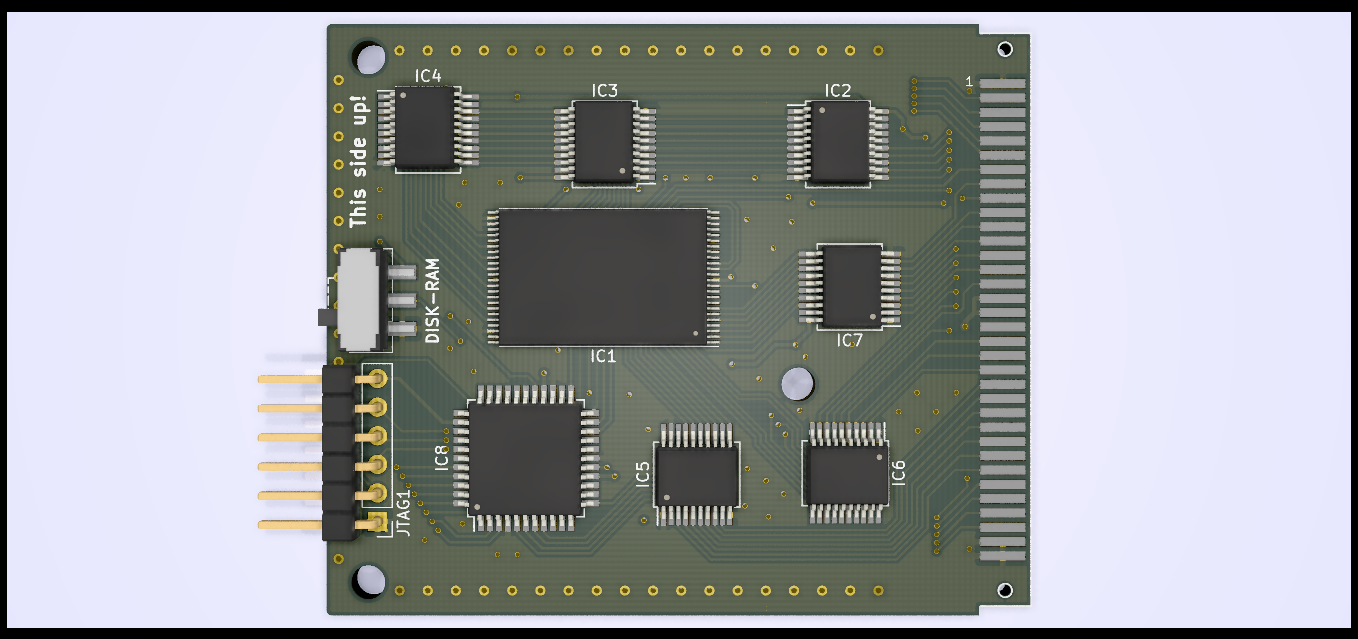 IC4
IC3
IC2
1
This side up!
DISK-RAM
IC7
IC1
IC8
IC5
IC6
JTAG1